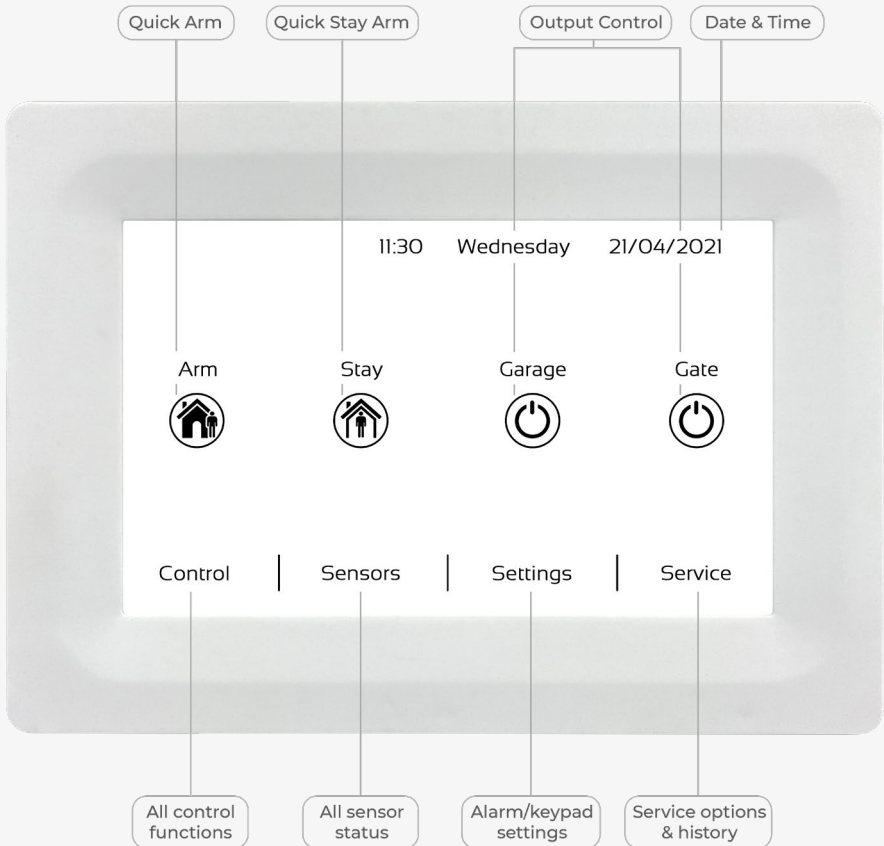 Quick Arm
Quick Stay Arm
Output Control
Date & Time
11:30 Wednesday 21/04/2021
Arm
Stay
Garage
Gate
Control
Sensors
Settings
Service
All control
functions
All sensor
status
Alarm/keypad
settings
Service options
& history